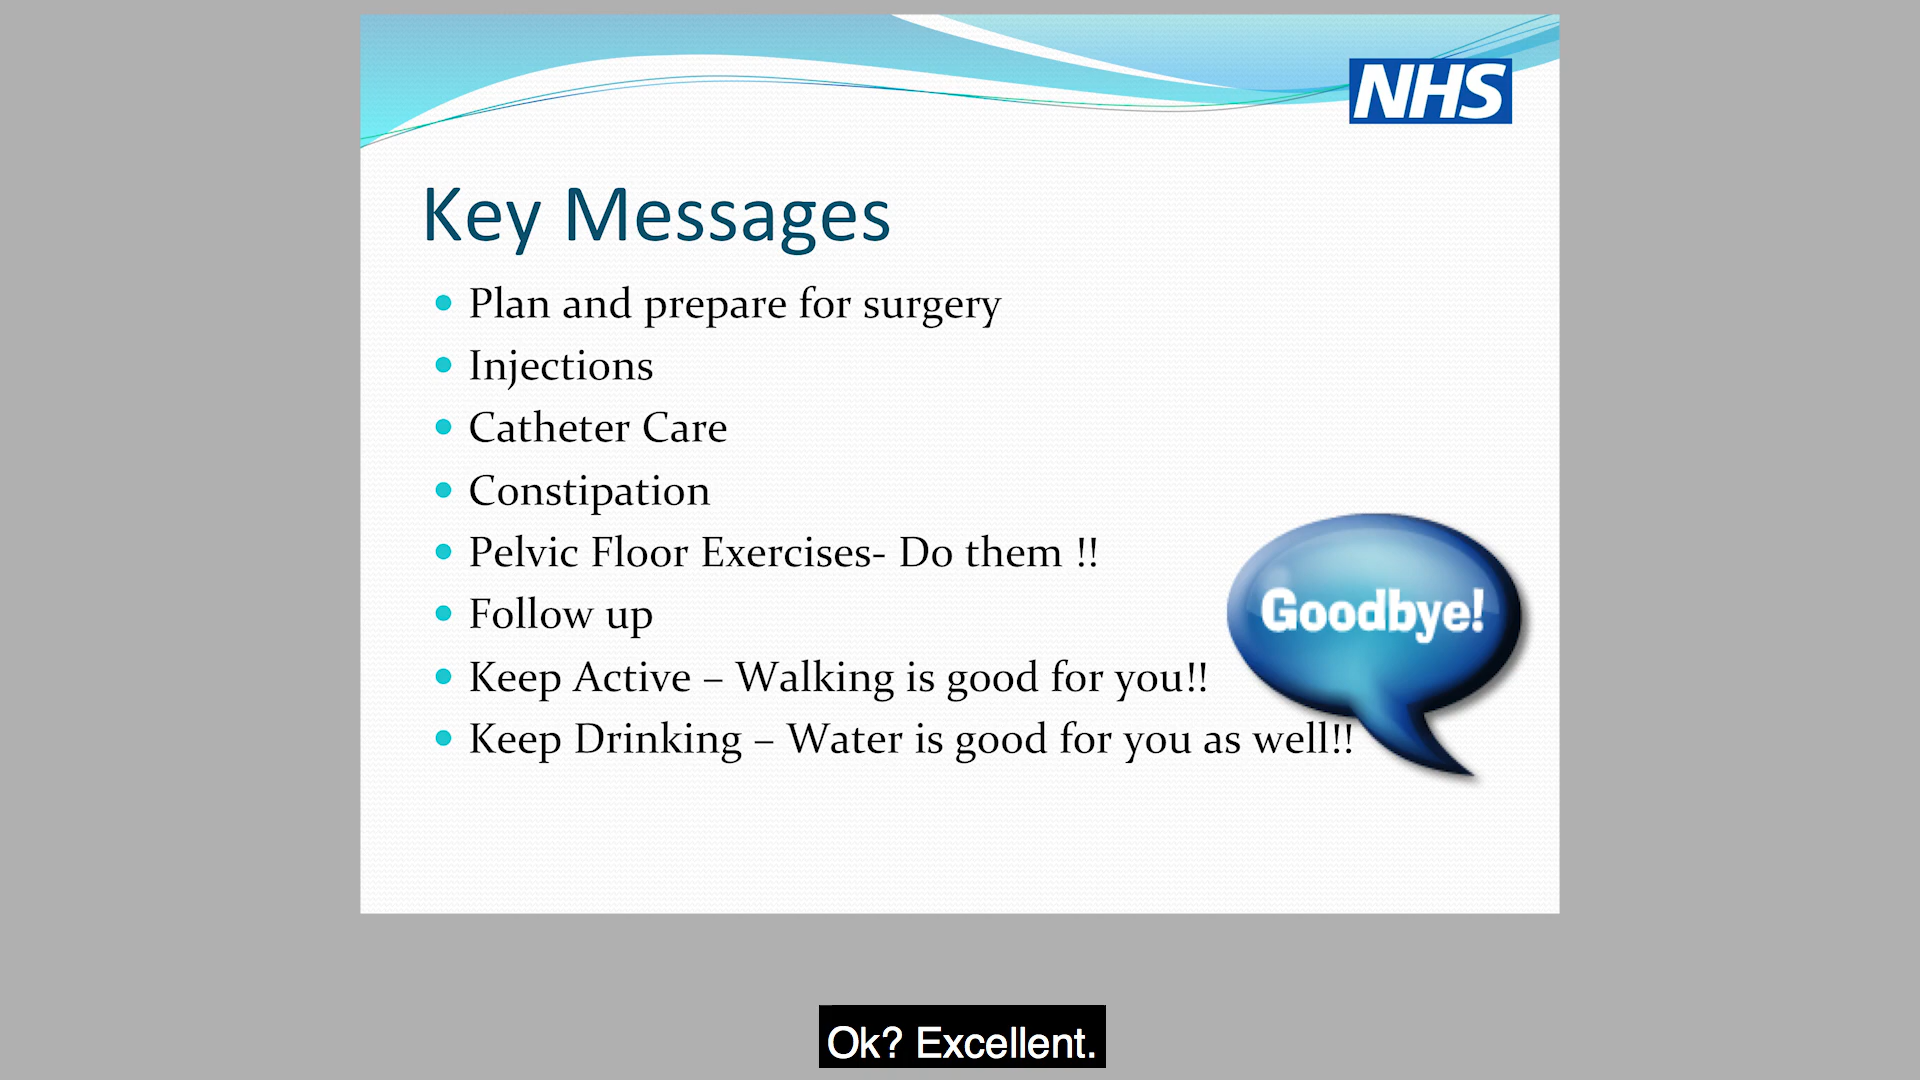 NHS
Key Messages
Plan and prepare for surgery
Injections
Catheter Care
Constipation
Pelvic Floor Exercises- Do them !!
Follow up
Keep Active – Walking is good for you!!
Keep Drinking – Water is good for you as well!!
Goodbye!
Ok? Excellent.